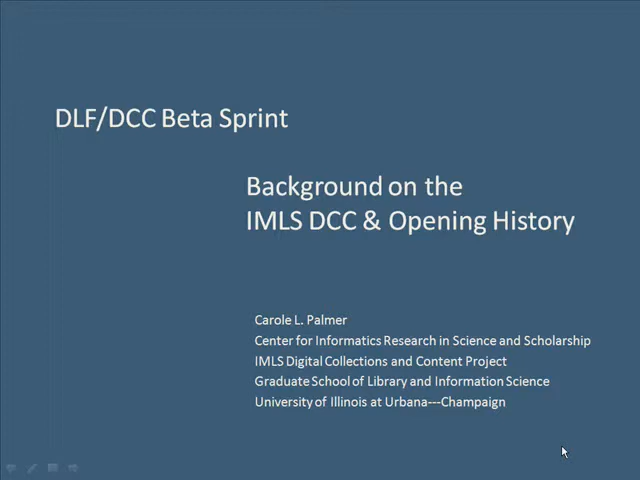 DLF/DCC Beta Sprint
Background on the
IMLS DCC & Opening History
Carole L. Palmer
Center for Informatics Research in Science and Scholarship
IMLS Digital Collections and Content Project
Graduate School of Library and Information Science
University of Illinois at Urbana---Champaign